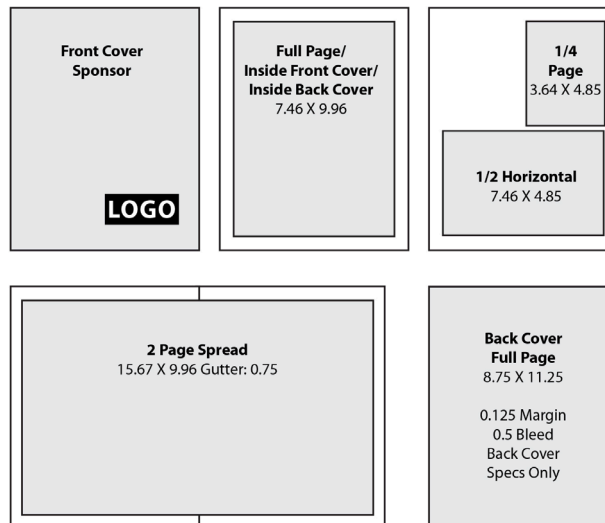 Front Cover
Sponsor
LOGO
Full Page/
Inside Front Cover/
Inside Back Cover
7.46 X 9.96
1/4
Page
3.64 X 4.85
1/2 Horizontal
7.46 X 4.85
2 Page Spread
15.67 X 9.96 Gutter: 0.75
Back Cover
Full Page
8.75 X 11.25
0.125 Margin
0.5 Bleed
Back Cover
Specs Only